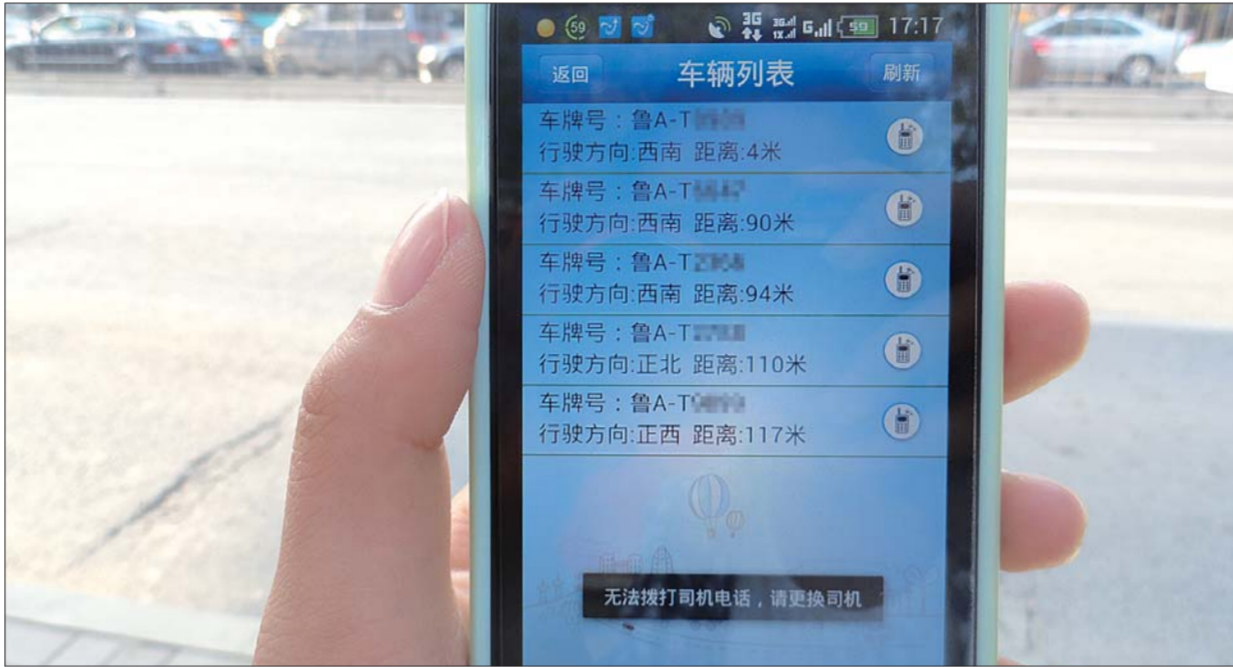 59 3G 3G 1X G 59 17:17
返回 车辆列表 刷新
车牌号：鲁A-T
行驶方向:西南 距离:4米
车牌号：鲁A-T
行驶方向:西南 距离:90米
车牌号：鲁A-T
行驶方向:西南 距离:94米
车牌号：鲁A-T
行驶方向:正北 距离:110米
车牌号：鲁A-T
行驶方向:正西 距离:117米
无法拨打司机电话，请更换司机